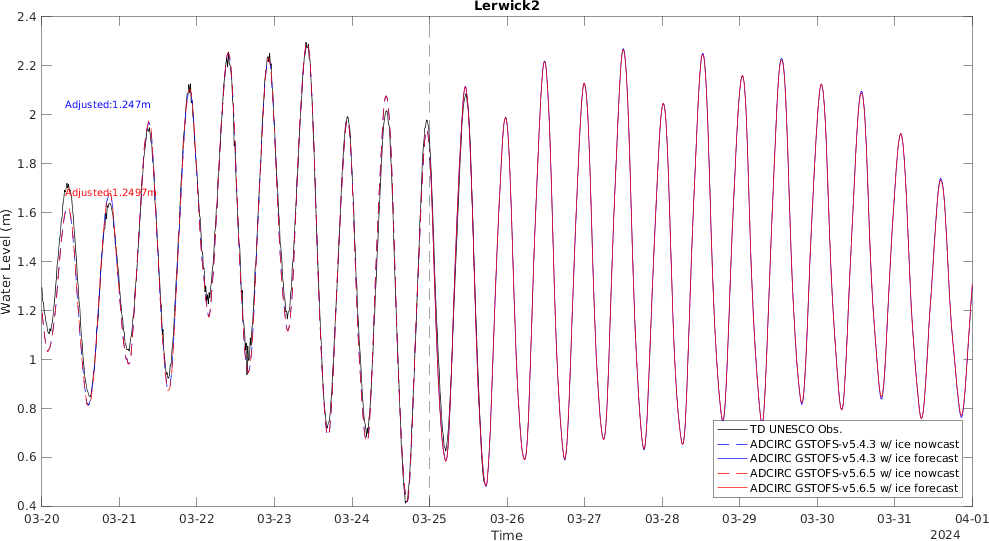 Lerwick2
2.4
2.2
2
1.8
1.6
1.4
1.2
1
0.8
0.6
0.4
Water Level (m)
Adjusted:1.247m
Adjusted:1.2497m
TD UNESCO Obs.
ADCIRC GSTOFS-v5.4.3 w/ ice nowcast
ADCIRC GSTOFS-v5.4.3 w/ ice forecast
ADCIRC GSTOFS-v5.6.5 w/ ice nowcast
ADCIRC GSTOFS-v5.6.5 w/ ice forecast
03-20 03-21 03-22 03-23 03-24 03-25 03-26 03-27 03-28 03-29 03-30 03-31 04-01
Time
2024